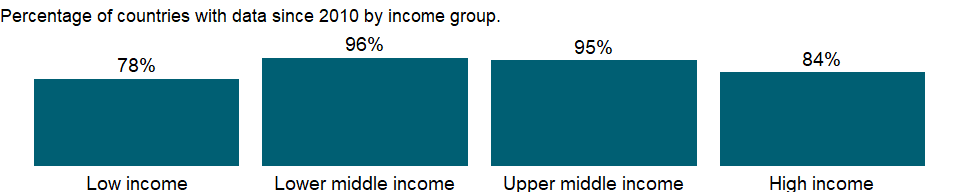 Percentage of countries with data since 2010 by income group.
78%
96%
95%
84%
Low income
Lower middle income
Upper middle income
High income